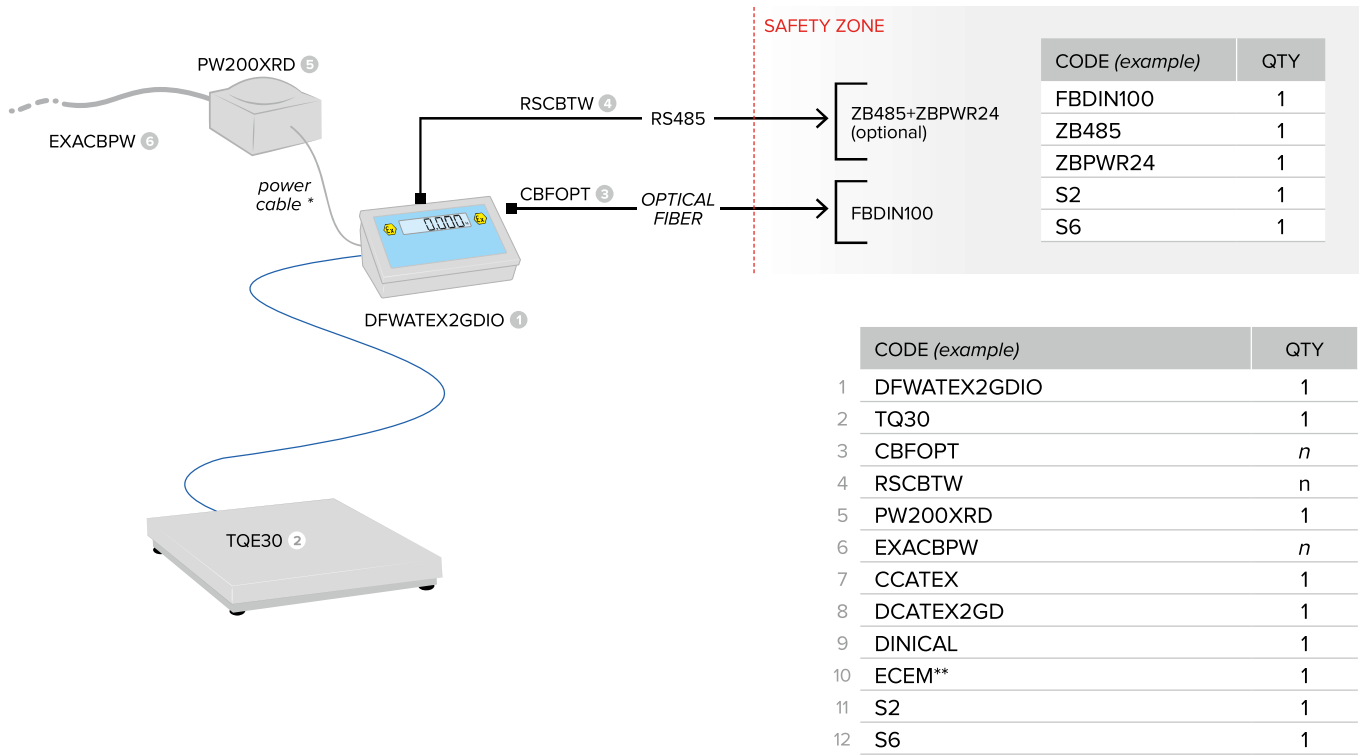 SAFETY ZONE
PW200XRD 5
EXACBPW 6
power
cable *
RSCBTW 4
RS485
ZB485+ZBPWR24
(optional)
CBFOPT 3
OPTICAL
FIBER
FBDIN100
Ex 0.000 Ex
DFWATEX2GDIO 1
TQE30 2
CODE (example) QTY
FBDIN100 1
ZB485 1
ZBPWR24 1
S2 1
S6 1
CODE (example) QTY
1 DFWATEX2GDIO 1
2 TQ30 1
3 CBFOPT n
4 RSCBTW n
5 PW200XRD 1
6 EXACBPW n
7 CCATEX 1
8 DCATEX2GD 1
9 DINICAL 1
10 ECEM** 1
11 S2 1
12 S6 1